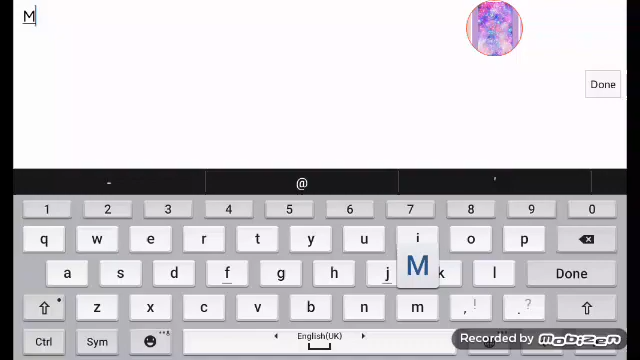 M
Done
- @ '
1 2 3 4 5 6 7 8 9 0
q w e r t y u i o p
M
a s d f g h j k l Done
z x c v b n m , ! . ?
Ctrl Sym English(UK)
Recorded by MOBIZEN